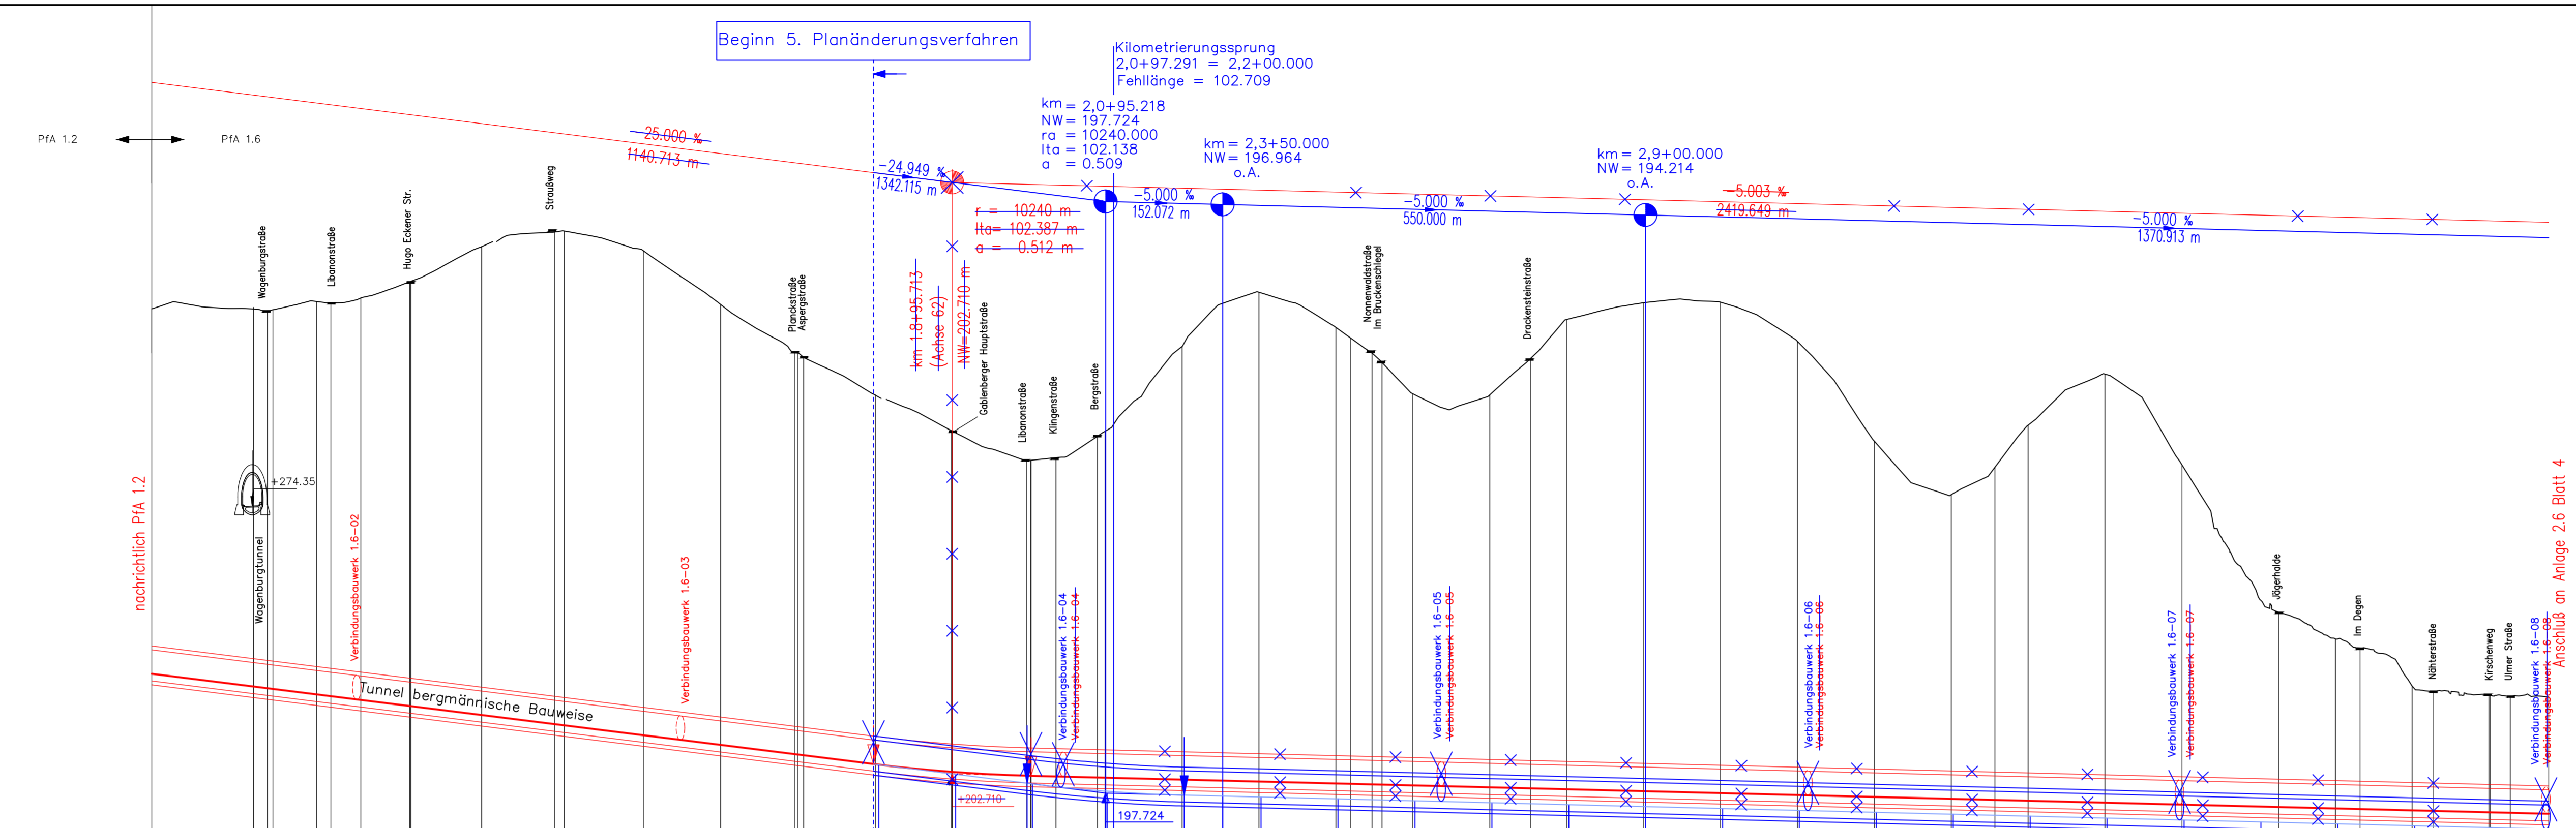 Beginn 5. Planänderungsverfahren
Kilometrierungssprung
2,0+97.291 = 2,2+00.000
Fehllänge = 102.709
km = 2,0+95.218
NW = 197.724
ra = 10240.000
lta = 102.138
a = 0.509
km = 2,3+50.000
NW = 196.964
o.A.
km = 2,9+00.000
NW = 194.214
o.A.
PfA 1.2
PfA 1.6
25.000 ‰
1140.713 m
-24.949 ‰
1342.115 m
-5.000 ‰
152.072 m
-5.000 ‰
550.000 m
-5.003 ‰
2419.649 m
-5.000 ‰
1370.913 m
r = 10240 m
lta= 102.387 m
a = 0.512 m
km 1.8+95.713
(Achse 62)
NW=202.710 m
Wagenburgstraße
Libanonstraße
Hugo Eckener Str.
Straußweg
Planckstraße
Aspergstraße
Gablenberger Hauptstraße
Libanonstraße
Klingenstraße
Bergstraße
Nonnenwaldstraße
Im Bruckenschlegel
Drackensteinstraße
Jägerhalde
Im Degen
Nähterstraße
Kirschenweg
Ulmer Straße
+274.35
Wagenburgtunnel
nachrichtlich PfA 1.2
Verbindungsbauwerk 1.6-02
Verbindungsbauwerk 1.6-03
Verbindungsbauwerk 1.6-04
Verbindungsbauwerk 1.6-04
Verbindungsbauwerk 1.6-05
Verbindungsbauwerk 1.6-05
Verbindungsbauwerk 1.6-06
Verbindungsbauwerk 1.6-06
Verbindungsbauwerk 1.6-07
Verbindungsbauwerk 1.6-07
Verbindungsbauwerk 1.6-08
Verbindungsbauwerk 1.6-08
Anschluß an Anlage 2.6 Blatt 4
Tunnel bergmännische Bauweise
+202.710
197.724